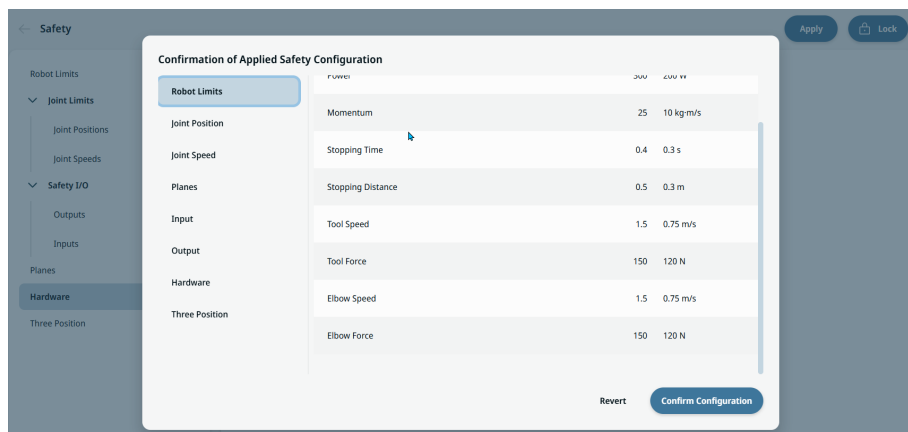 Safety
Apply
Lock
Robot Limits
Joint Limits
Joint Positions
Joint Speeds
Safety I/O
Outputs
Inputs
Planes
Hardware
Three Position
Confirmation of Applied Safety Configuration
Robot Limits
Joint Position
Joint Speed
Planes
Input
Output
Hardware
Three Position
Power 300 200 W
Momentum 25 10 kg·m/s
Stopping Time 0.4 0.3 s
Stopping Distance 0.5 0.3 m
Tool Speed 1.5 0.75 m/s
Tool Force 150 120 N
Elbow Speed 1.5 0.75 m/s
Elbow Force 150 120 N
Revert
Confirm Configuration